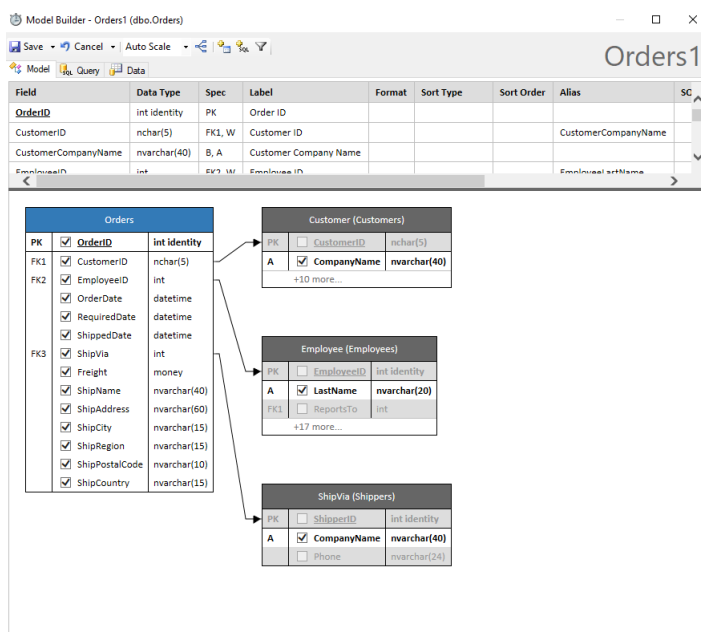 Model Builder - Orders1 (dbo.Orders)
Save Cancel Auto Scale
Orders1
Model Query Data
Field Data Type Spec Label Format Sort Type Sort Order Alias
OrderID int identity PK Order ID
CustomerID nchar(5) FK1, W Customer ID CustomerCompanyName
CustomerCompanyName nvarchar(40) B, A Customer Company Name
EmployeeID int FK2, W Employee ID EmployeeLastName
Orders
PK OrderID int identity
FK1 CustomerID nchar(5)
FK2 EmployeeID int
OrderDate datetime
RequiredDate datetime
ShippedDate datetime
FK3 ShipVia int
Freight money
ShipName nvarchar(40)
ShipAddress nvarchar(60)
ShipCity nvarchar(15)
ShipRegion nvarchar(15)
ShipPostalCode nvarchar(10)
ShipCountry nvarchar(15)
Customer (Customers)
PK CustomerID nchar(5)
A CompanyName nvarchar(40)
+10 more...
Employee (Employees)
PK EmployeeID int identity
A LastName nvarchar(20)
FK1 ReportsTo int
+17 more...
ShipVia (Shippers)
PK ShipperID int identity
A CompanyName nvarchar(40)
Phone nvarchar(24)